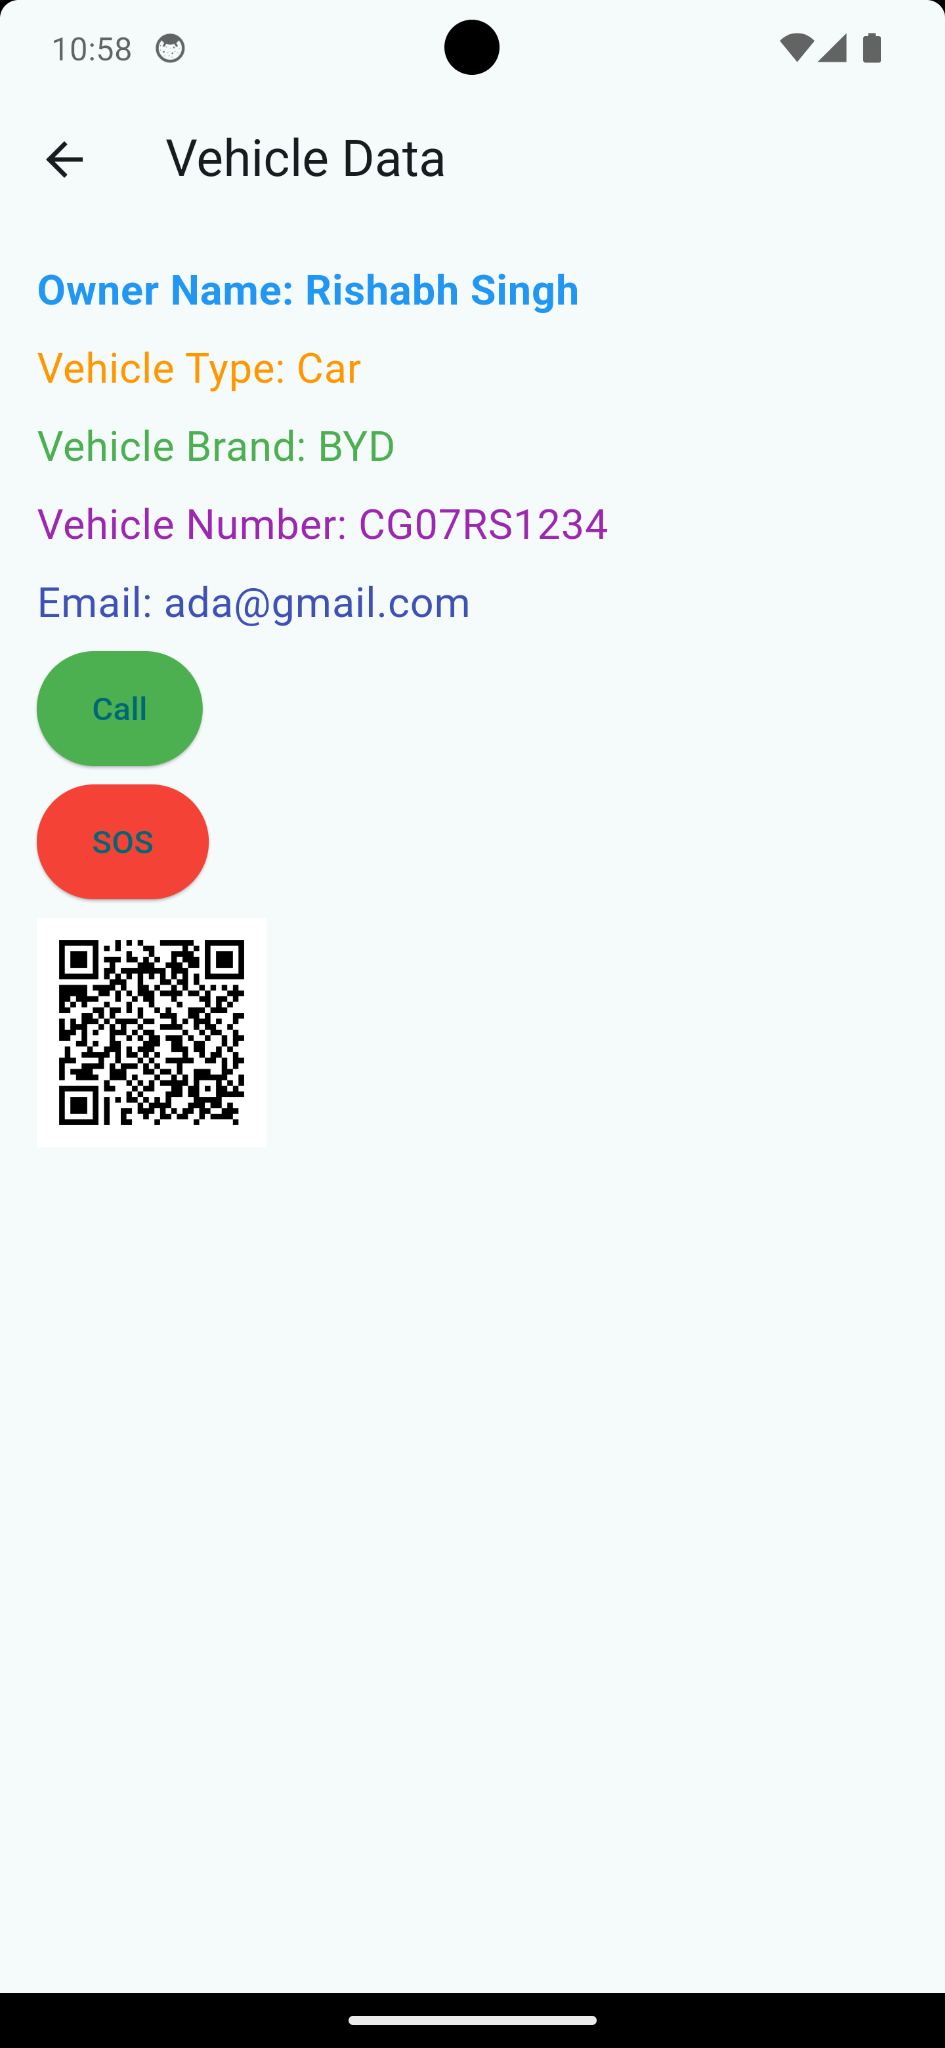 10:58
Vehicle Data
Owner Name: Rishabh Singh
Vehicle Type: Car
Vehicle Brand: BYD
Vehicle Number: CG07RS1234
Email: ada@gmail.com
Call
SOS